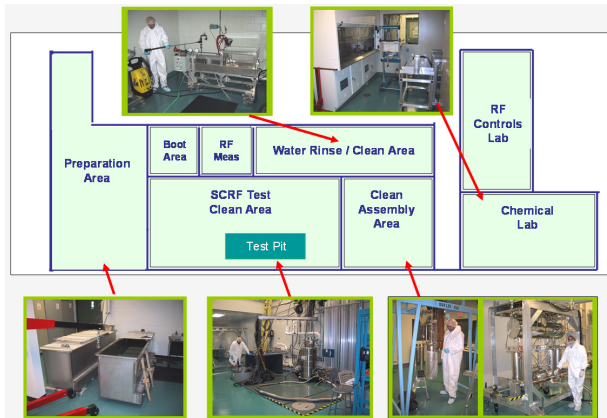 Preparation
Area
Boot
Area
RF
Meas
Water Rinse / Clean Area
RF
Controls
Lab
SCRF Test
Clean Area
Test Pit
Clean
Assembly
Area
Chemical
Lab